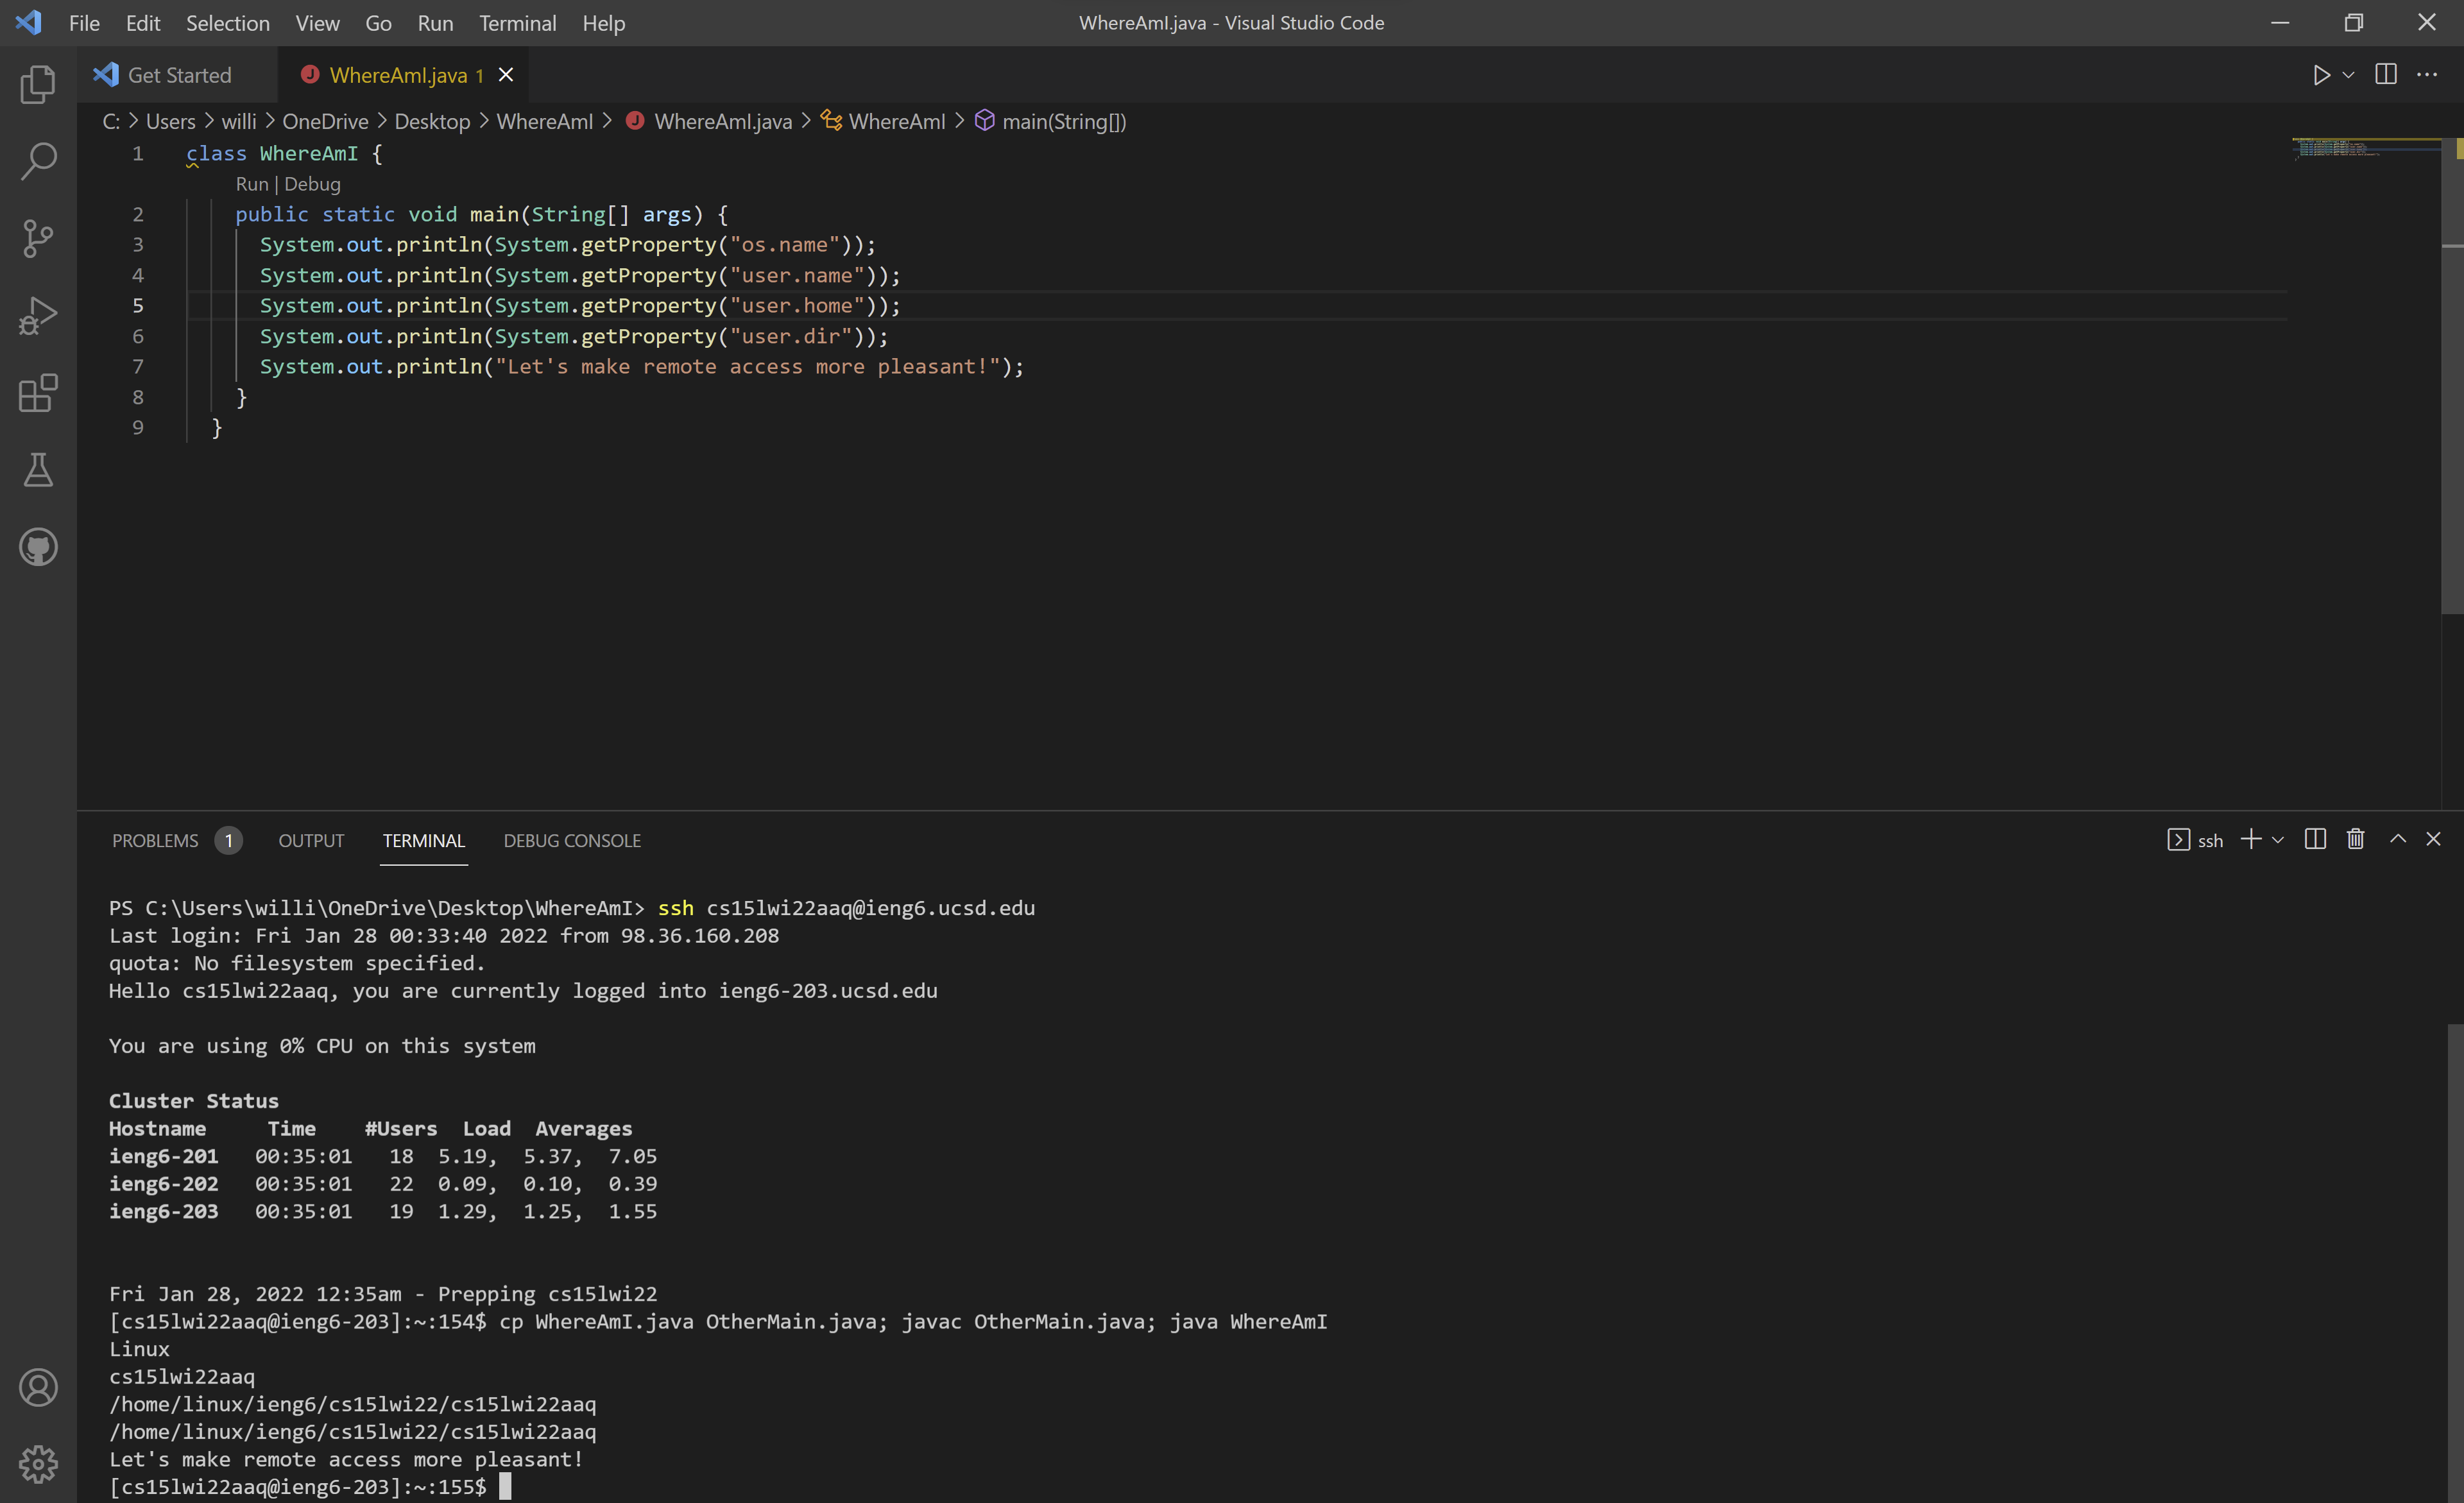 File Edit Selection View Go Run Terminal Help WhereAmI.java - Visual Studio Code
Get Started WhereAmI.java 1
C: > Users > willi > OneDrive > Desktop > WhereAmI > WhereAmI.java > WhereAmI > main(String[])
1 class WhereAmI {
Run | Debug
2 public static void main(String[] args) {
3 System.out.println(System.getProperty("os.name"));
4 System.out.println(System.getProperty("user.name"));
5 System.out.println(System.getProperty("user.home"));
6 System.out.println(System.getProperty("user.dir"));
7 System.out.println("Let's make remote access more pleasant!");
8 }
9 }
PROBLEMS 1 OUTPUT TERMINAL DEBUG CONSOLE ssh
PS C:\Users\willi\OneDrive\Desktop\WhereAmI> ssh cs15lwi22aaq@ieng6.ucsd.edu
Last login: Fri Jan 28 00:33:40 2022 from 98.36.160.208
quota: No filesystem specified.
Hello cs15lwi22aaq, you are currently logged into ieng6-203.ucsd.edu
You are using 0% CPU on this system
Cluster Status
Hostname Time #Users Load Averages
ieng6-201 00:35:01 18 5.19, 5.37, 7.05
ieng6-202 00:35:01 22 0.09, 0.10, 0.39
ieng6-203 00:35:01 19 1.29, 1.25, 1.55
Fri Jan 28, 2022 12:35am - Prepping cs15lwi22
[cs15lwi22aaq@ieng6-203]:~:154$ cp WhereAmI.java OtherMain.java; javac OtherMain.java; java WhereAmI
Linux
cs15lwi22aaq
/home/linux/ieng6/cs15lwi22/cs15lwi22aaq
/home/linux/ieng6/cs15lwi22/cs15lwi22aaq
Let's make remote access more pleasant!
[cs15lwi22aaq@ieng6-203]:~:155$